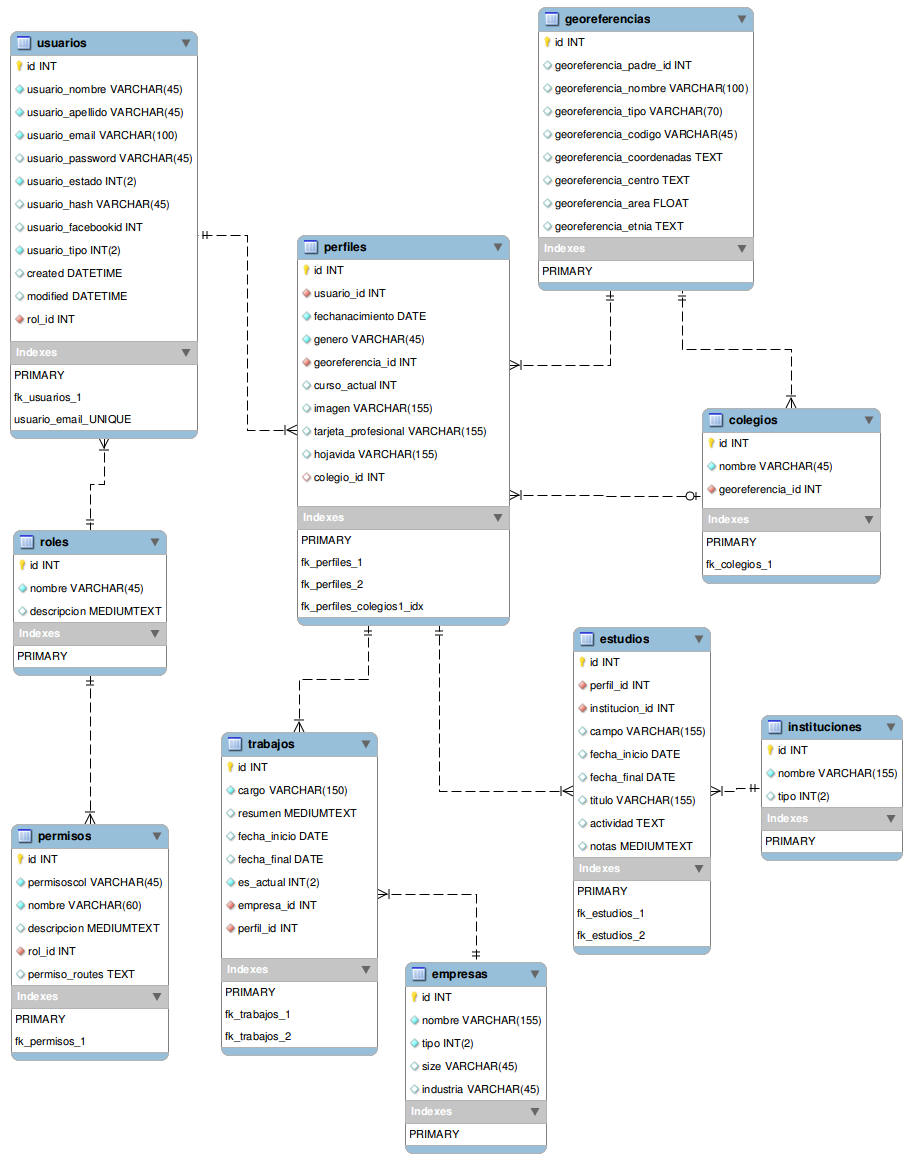 usuarios
id INT
usuario_nombre VARCHAR(45)
usuario_apellido VARCHAR(45)
usuario_email VARCHAR(100)
usuario_password VARCHAR(45)
usuario_estado INT(2)
usuario_hash VARCHAR(45)
usuario_facebookid INT
usuario_tipo INT(2)
created DATETIME
modified DATETIME
rol_id INT
Indexes
PRIMARY
fk_usuarios_1
usuario_email_UNIQUE
georeferencias
id INT
georeferencia_padre_id INT
georeferencia_nombre VARCHAR(100)
georeferencia_tipo VARCHAR(70)
georeferencia_codigo VARCHAR(45)
georeferencia_coordenadas TEXT
georeferencia_centro TEXT
georeferencia_area FLOAT
georeferencia_etnia TEXT
Indexes
PRIMARY
perfiles
id INT
usuario_id INT
fechanacimiento DATE
genero VARCHAR(45)
georeferencia_id INT
curso_actual INT
imagen VARCHAR(155)
tarjeta_profesional VARCHAR(155)
hojavida VARCHAR(155)
colegio_id INT
Indexes
PRIMARY
fk_perfiles_1
fk_perfiles_2
fk_perfiles_colegios1_idx
colegios
id INT
nombre VARCHAR(45)
georeferencia_id INT
Indexes
PRIMARY
fk_colegios_1
roles
id INT
nombre VARCHAR(45)
descripcion MEDIUMTEXT
Indexes
PRIMARY
estudios
id INT
perfil_id INT
institucion_id INT
campo VARCHAR(155)
fecha_inicio DATE
fecha_final DATE
titulo VARCHAR(155)
actividad TEXT
notas MEDIUMTEXT
Indexes
PRIMARY
fk_estudios_1
fk_estudios_2
instituciones
id INT
nombre VARCHAR(155)
tipo INT(2)
Indexes
PRIMARY
trabajos
id INT
cargo VARCHAR(150)
resumen MEDIUMTEXT
fecha_inicio DATE
fecha_final DATE
es_actual INT(2)
empresa_id INT
perfil_id INT
Indexes
PRIMARY
fk_trabajos_1
fk_trabajos_2
permisos
id INT
permisoscol VARCHAR(45)
nombre VARCHAR(60)
descripcion MEDIUMTEXT
rol_id INT
permiso_routes TEXT
Indexes
PRIMARY
fk_permisos_1
empresas
id INT
nombre VARCHAR(155)
tipo INT(2)
size VARCHAR(45)
industria VARCHAR(45)
Indexes
PRIMARY